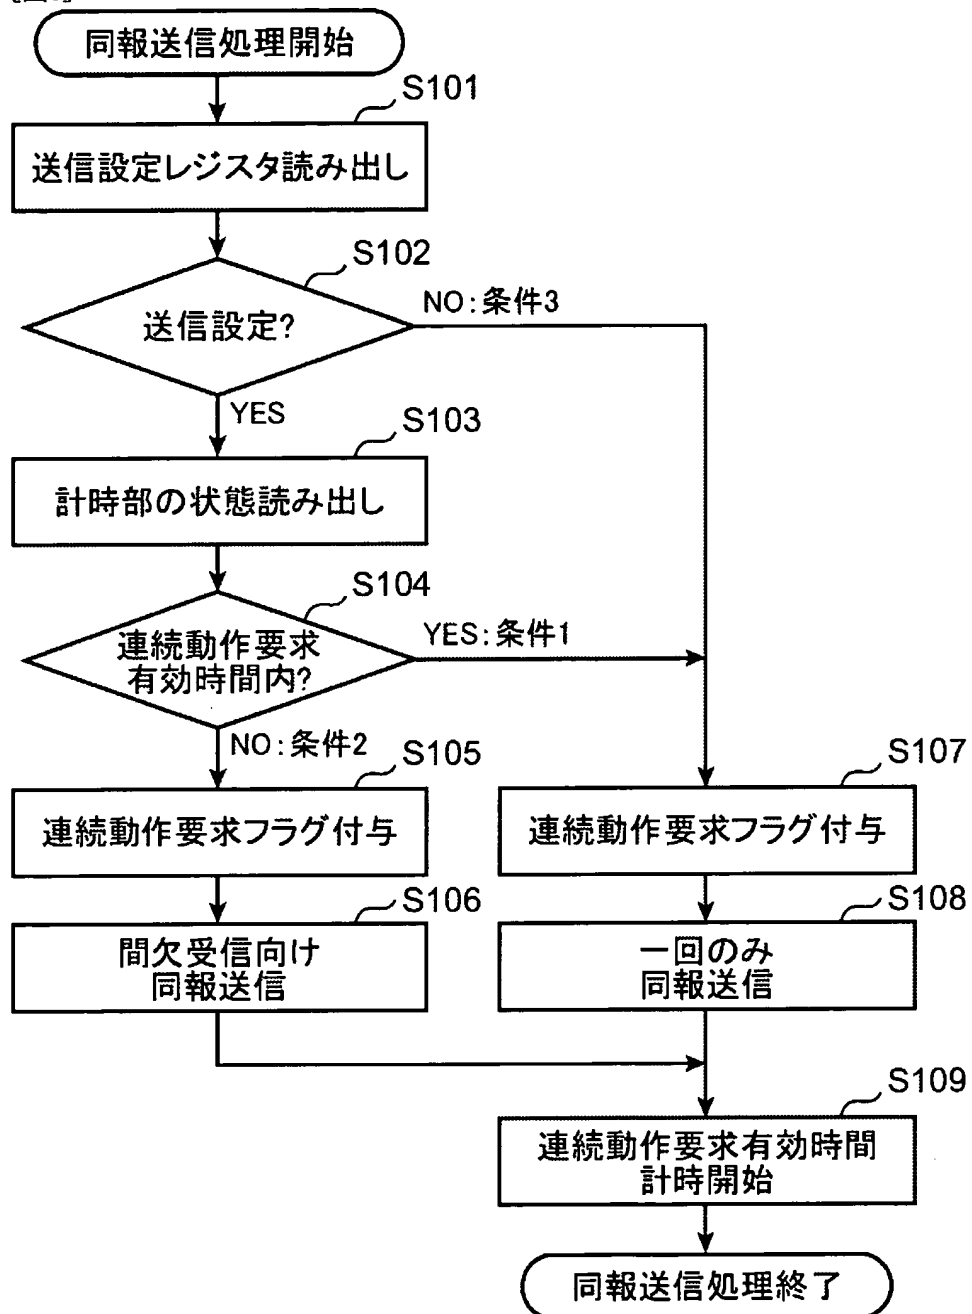 同報送信処理開始
S101
送信設定レジスタ読み出し
S102
送信設定?
NO:条件3
YES
S103
計時部の状態読み出し
S104
連続動作要求
有効時間内?
YES:条件1
NO:条件2
S105
連続動作要求フラグ付与
S107
連続動作要求フラグ付与
S106
間欠受信向け
同報送信
S108
一回のみ
同報送信
S109
連続動作要求有効時間
計時開始
同報送信処理終了